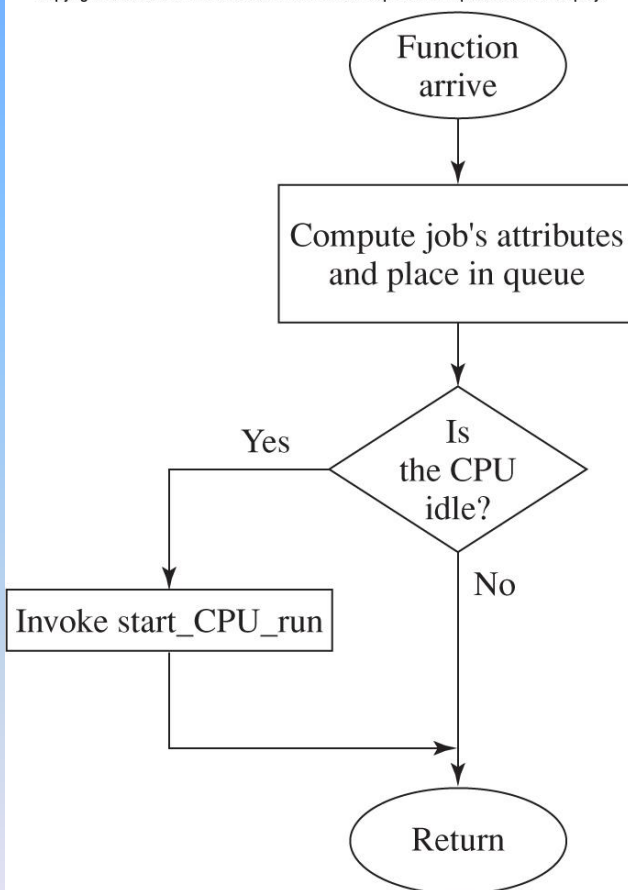 Function
arrive
Compute job's attributes
and place in queue
Is
the CPU
idle?
Yes
No
Invoke start_CPU_run
Return